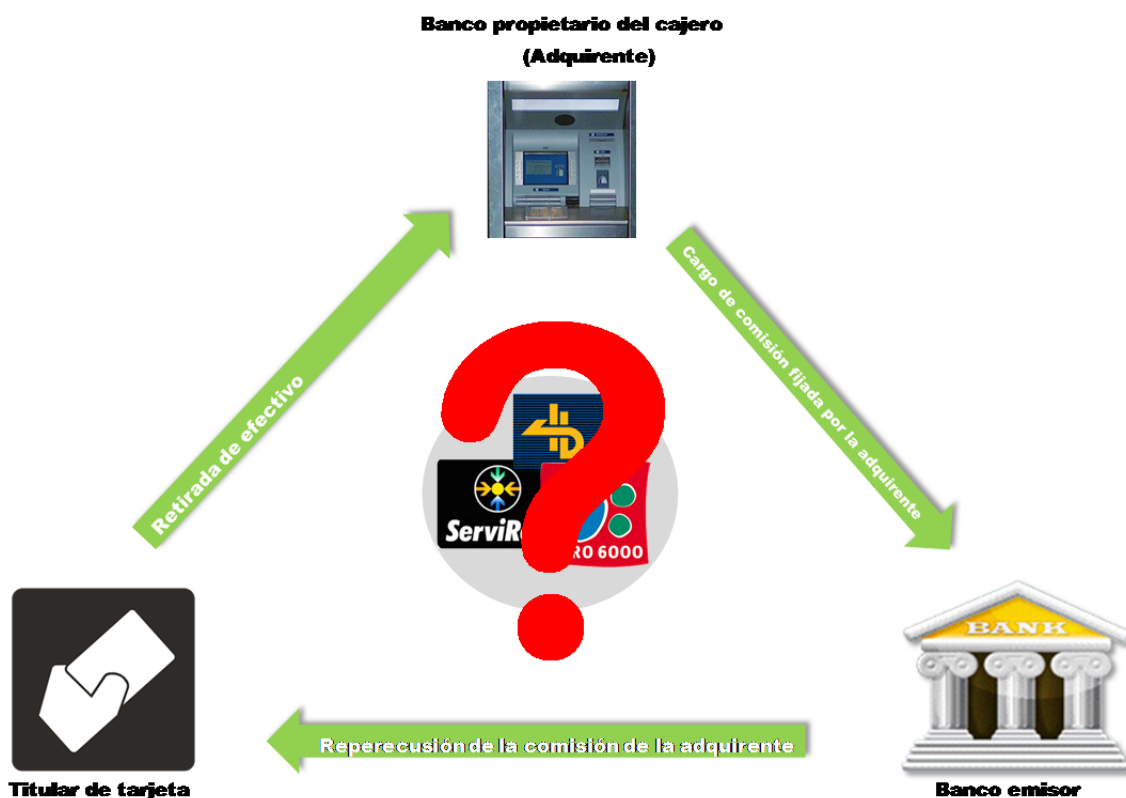 Banco propietario del cajero
(Adquirente)
Cargo de comisión fijada por la adquirente
Retirada de efectivo
4B
RO 6000
BANK
Reperecusión de la comisión de la adquirente
Titular de tarjeta
Banco emisor